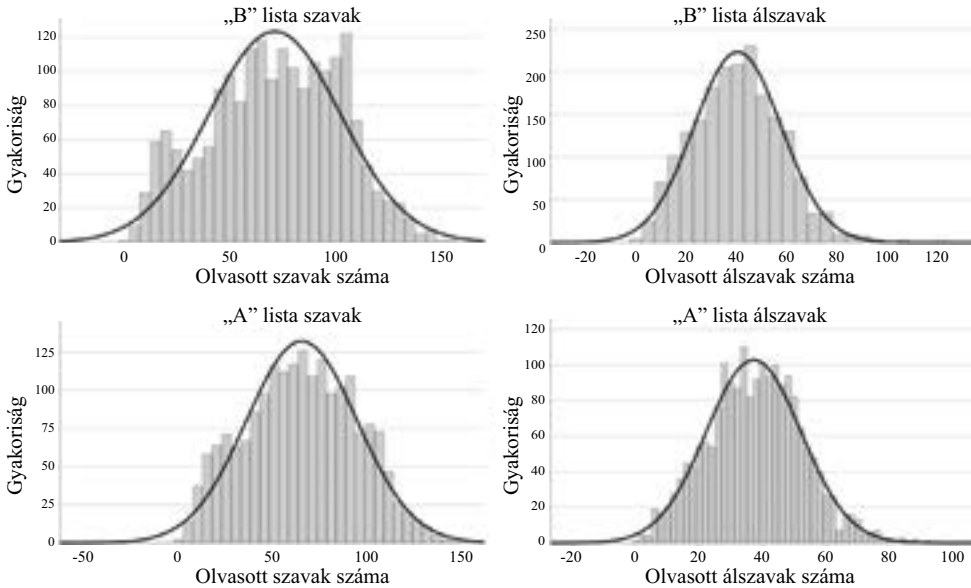 „B” lista szavak
Gyakoriság
120
100
80
60
40
20
0
0 50 100 150
Olvasott szavak száma
„B” lista álszavak
Gyakoriság
250
200
150
100
50
0
-20 0 20 40 60 80 100 120
Olvasott álszavak száma
„A” lista szavak
Gyakoriság
125
100
75
50
25
0
-50 0 50 100 150
Olvasott szavak száma
„A” lista álszavak
Gyakoriság
120
100
80
60
40
20
0
-20 0 20 40 60 80 100
Olvasott álszavak száma